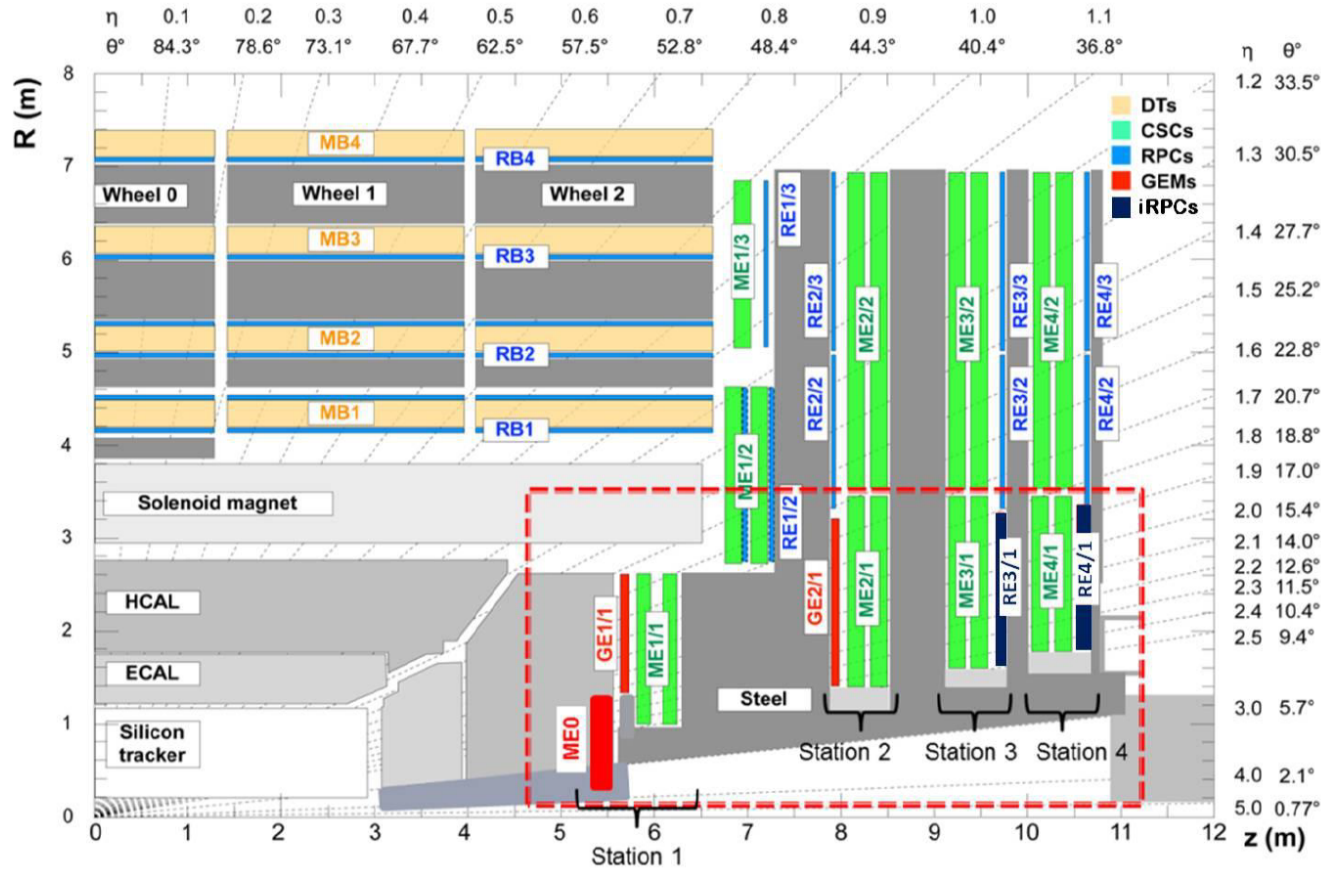 η 0.1 0.2 0.3 0.4 0.5 0.6 0.7 0.8 0.9 1.0 1.1
θ° 84.3° 78.6° 73.1° 67.7° 62.5° 57.5° 52.8° 48.4° 44.3° 40.4° 36.8° η θ°
R (m)
8
7
6
5
4
3
2
1
0
1.2 33.5°
1.3 30.5°
1.4 27.7°
1.5 25.2°
1.6 22.8°
1.7 20.7°
1.8 18.8°
1.9 17.0°
2.0 15.4°
2.1 14.0°
2.2 12.6°
2.3 11.5°
2.4 10.4°
2.5 9.4°
3.0 5.7°
4.0 2.1°
5.0 0.77°
DTs
CSCs
RPCs
GEMs
iRPCs
MB4
RB4
Wheel 0
Wheel 1
Wheel 2
MB3
RB3
MB2
RB2
MB1
RB1
Solenoid magnet
HCAL
ECAL
Silicon
tracker
ME1/3
RE1/3
ME1/2
RE1/2
RE2/3
ME2/2
RE2/2
ME3/2
RE3/3
RE3/2
ME4/2
RE4/3
RE4/2
GE1/1
ME1/1
GE2/1
ME2/1
ME3/1
RE3/1
ME4/1
RE4/1
ME0
Steel
Station 2
Station 3
Station 4
0 1 2 3 4 5 6 7 8 9 10 11 12
z (m)
Station 1